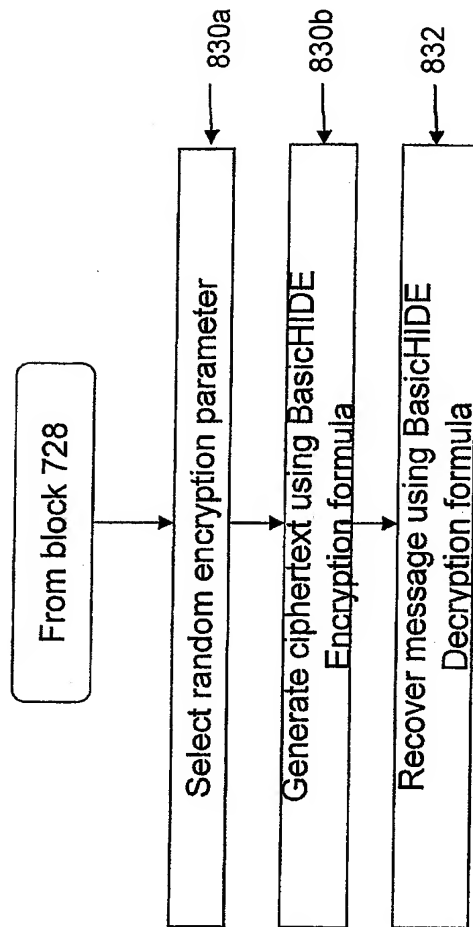 From block 728
Select random encryption parameter
830a
Generate ciphertext using BasicHIDE
Encryption formula
830b
Recover message using BasicHIDE
Decryption formula
832